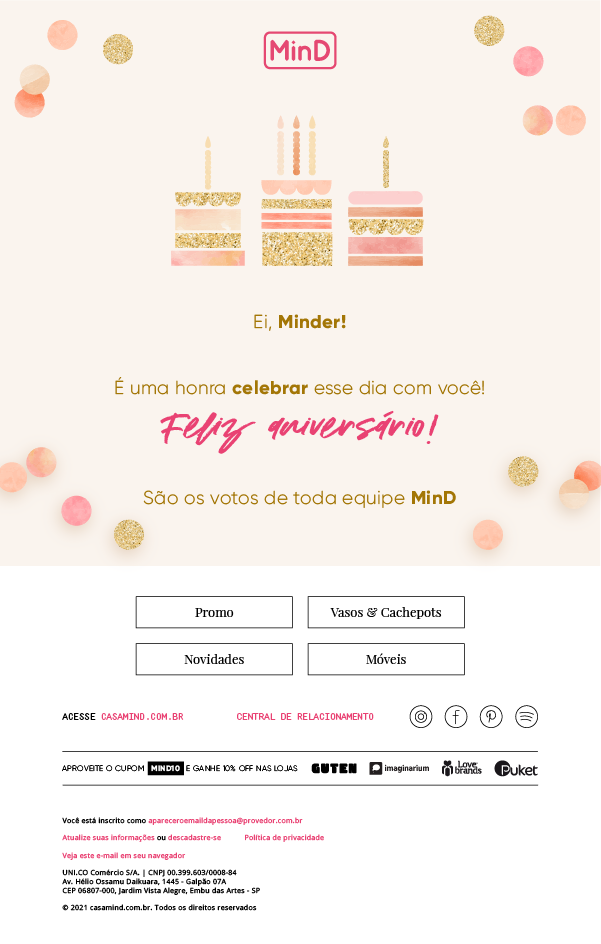 MinD
Ei, Minder!
É uma honra celebrar esse dia com você!
Feliz aniversário!
São os votos de toda equipe MinD
Promo
Vasos & Cachepots
Novidades
Móveis
ACESSE CASAMIND.COM.BR
CENTRAL DE RELACIONAMENTO
APROVEITE O CUPOM MIND10 E GANHE 10% OFF NAS LOJAS
GUTEN
imaginarium
Love brands
Puket
Você está inscrito como apareceroemaildapessoa@provedor.com.br
Atualize suas informações ou descadastre-se
Política de privacidade
Veja este e-mail em seu navegador
UNI.CO Comércio S/A. | CNPJ 00.399.603/0008-84
Av. Hélio Ossamu Daikuara, 1445 - Galpão 07A
CEP 06807-000, Jardim Vista Alegre, Embu das Artes - SP
© 2021 casamind.com.br. Todos os direitos reservados